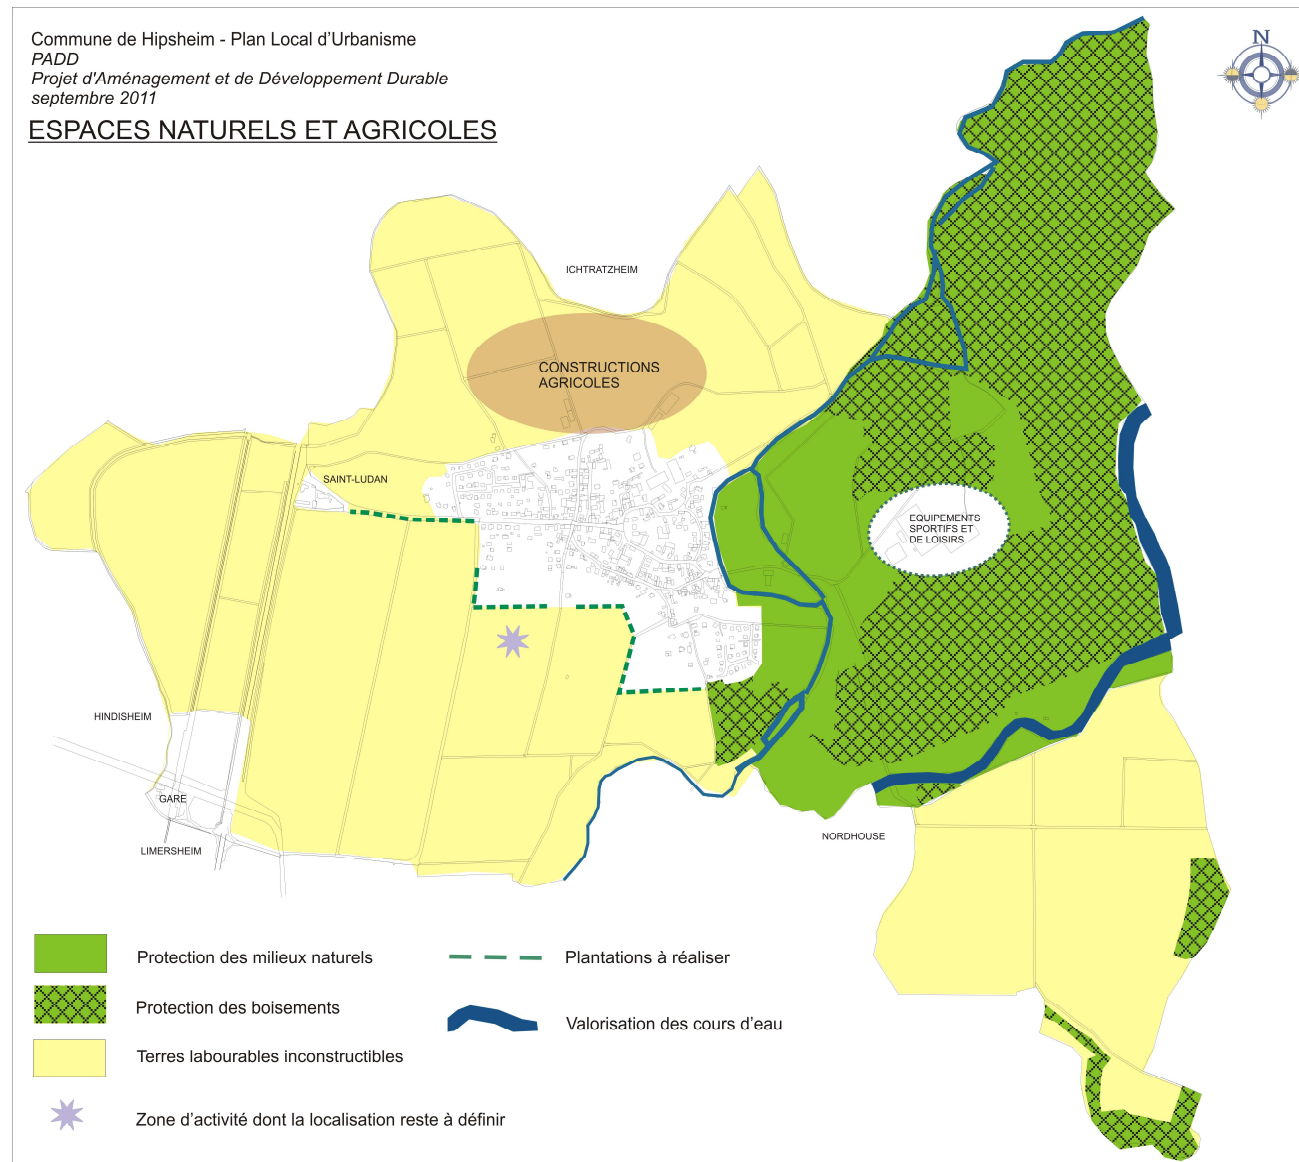 Commune de Hipsheim - Plan Local d'Urbanisme
PADD
Projet d'Aménagement et de Développement Durable
septembre 2011
ESPACES NATURELS ET AGRICOLES
N
ICHTRATZHEIM
CONSTRUCTIONS
AGRICOLES
SAINT-LUDAN
EQUIPEMENTS
SPORTIFS ET
DE LOISIRS
HINDISHEIM
GARE
LIMERSHEIM
NORDHOUSE
Protection des milieux naturels
Plantations à réaliser
Protection des boisements
Valorisation des cours d'eau
Terres labourables inconstructibles
Zone d'activité dont la localisation reste à définir